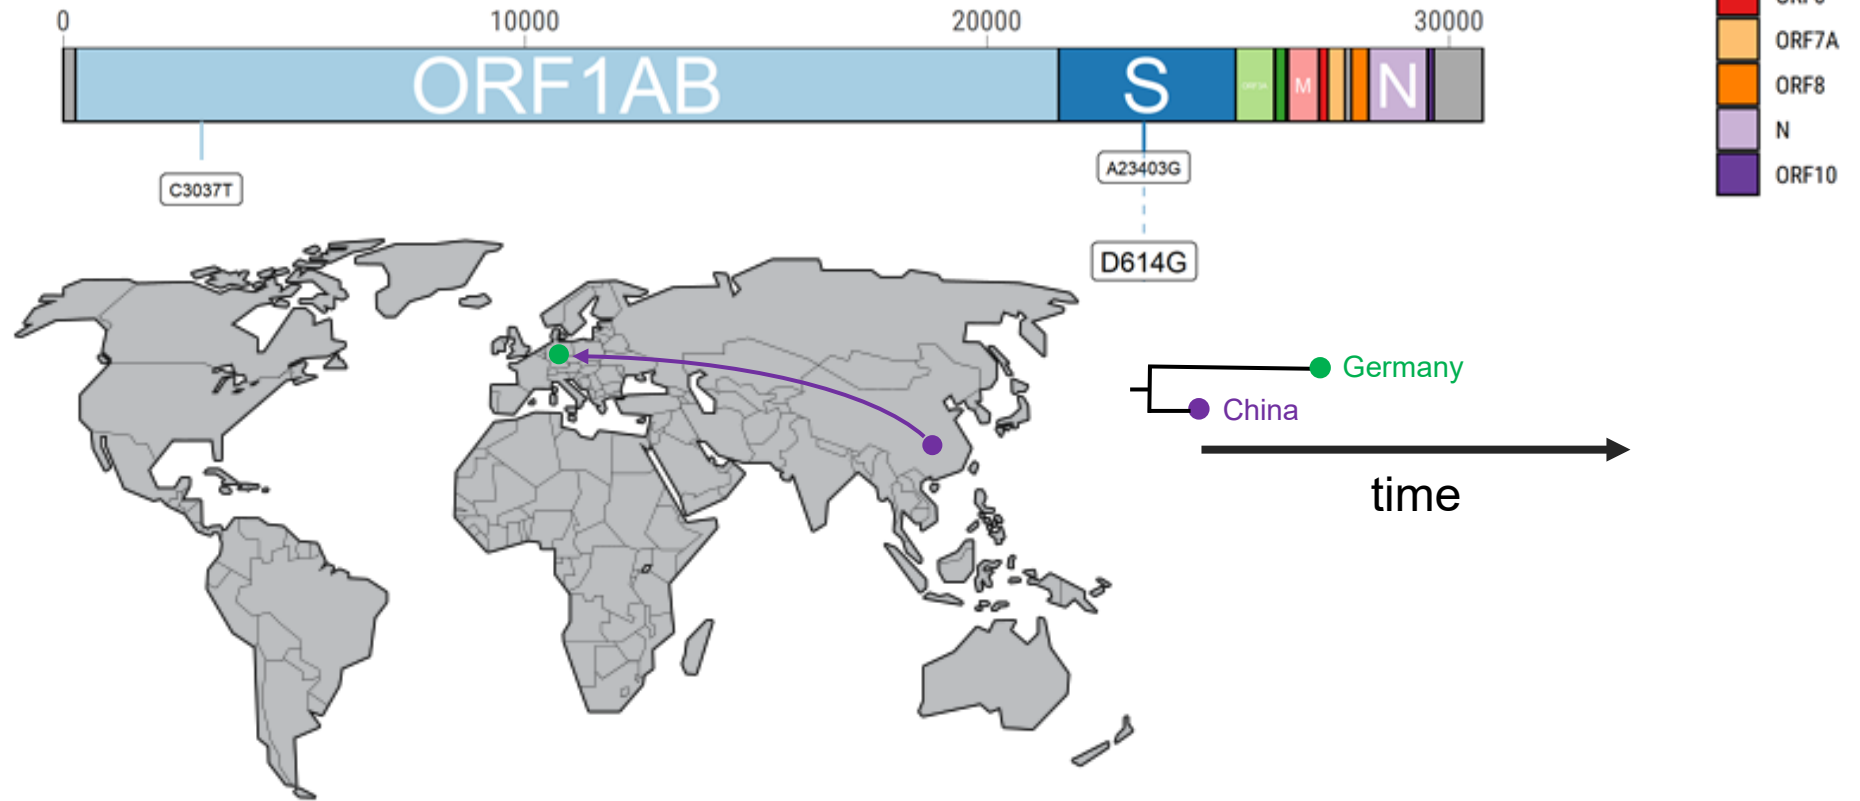 0 10000 20000 30000
ORF1AB S M N
ORF7A
ORF8
N
ORF10
C3037T
A23403G
D614G
Germany
China
time